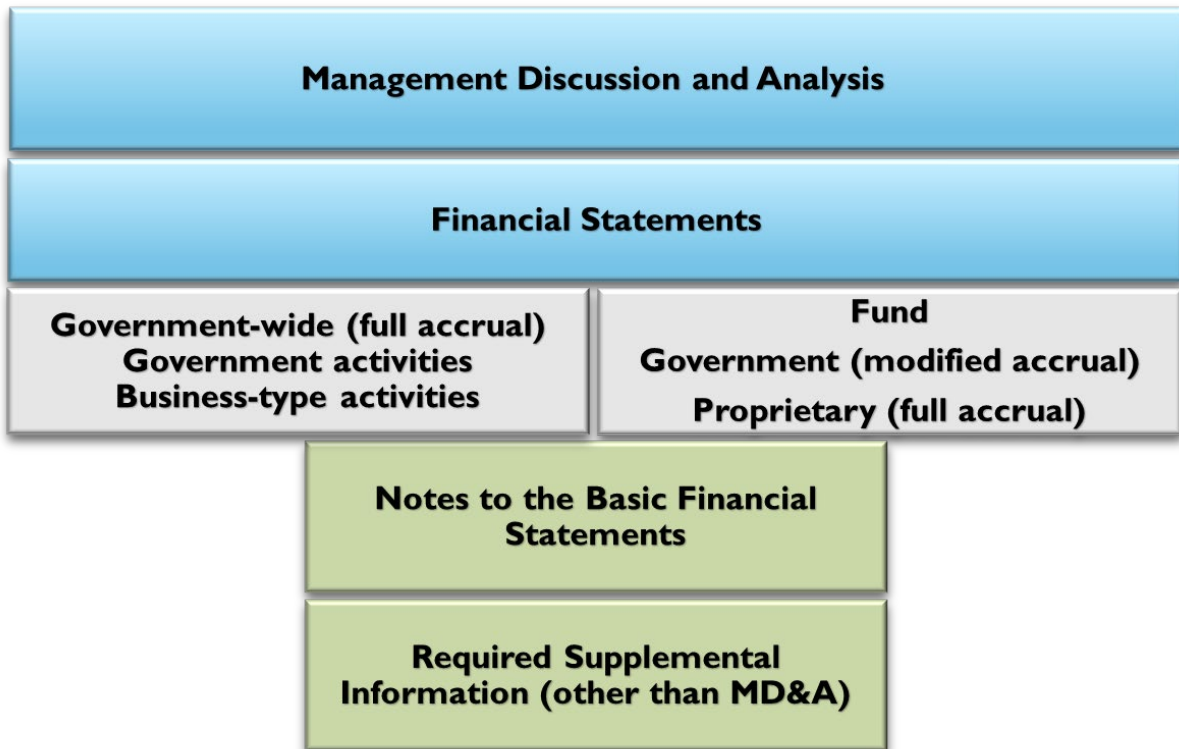 Management Discussion and Analysis
Financial Statements
Government-wide (full accrual)
Government activities
Business-type activities
Fund
Government (modified accrual)
Proprietary (full accrual)
Notes to the Basic Financial
Statements
Required Supplemental
Information (other than MD&A)